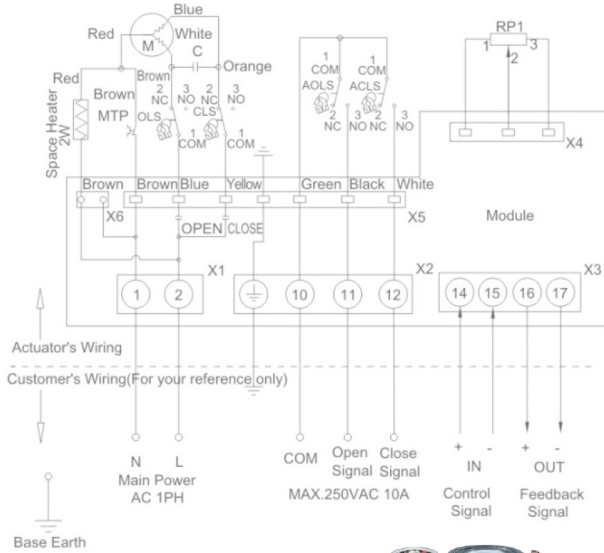 Blue
Red
M
White
C
Orange
Red
Brown
2
NC
3
NO
2
NC
3
NO
Brown
MTP
OLS
CLS
1
COM
1
COM
Space Heater
2W
1
COM
AOLS
1
COM
ACLS
2
NC
3
NO
2
NC
3
NO
RP1
1
2
3
X4
Brown
Brown
Blue
Yellow
Green
Black
White
X6
X5
OPEN
CLOSE
Module
X1
X2
X3
1
2
10
11
12
14
15
16
17
Actuator's Wiring
Customer's Wiring(For your reference only)
N
L
Main Power
AC 1PH
COM
Open
Signal
Close
Signal
MAX.250VAC 10A
+
-
IN
Control
Signal
+
-
OUT
Feedback
Signal
Base Earth